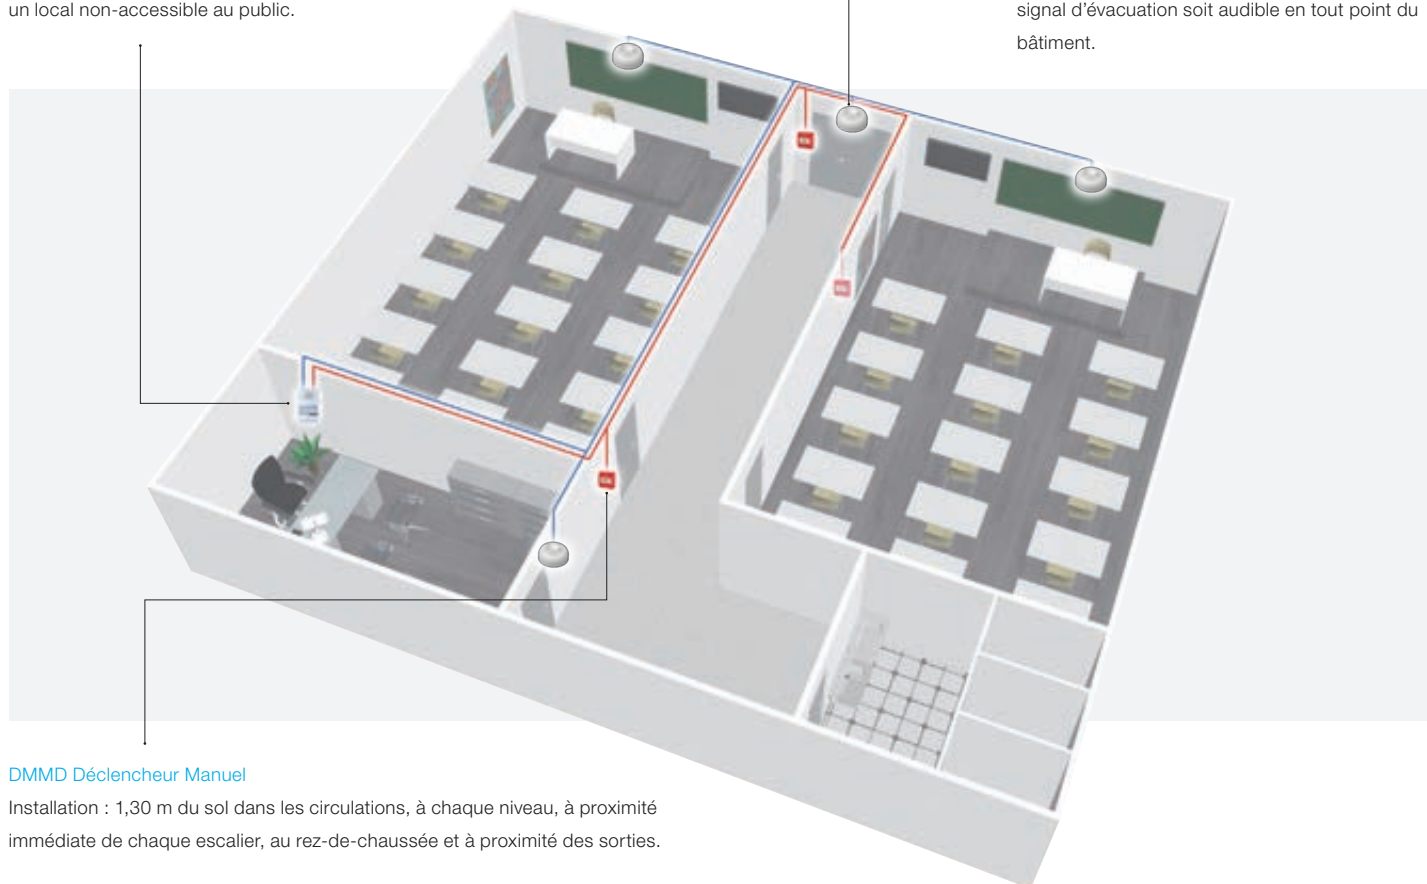 un local non-accessible au public.
signal d’évacuation soit audible en tout point du
bâtiment.
DMMD Déclencheur Manuel
Installation : 1,30 m du sol dans les circulations, à chaque niveau, à proximité
immédiate de chaque escalier, au rez-de-chaussée et à proximité des sorties.